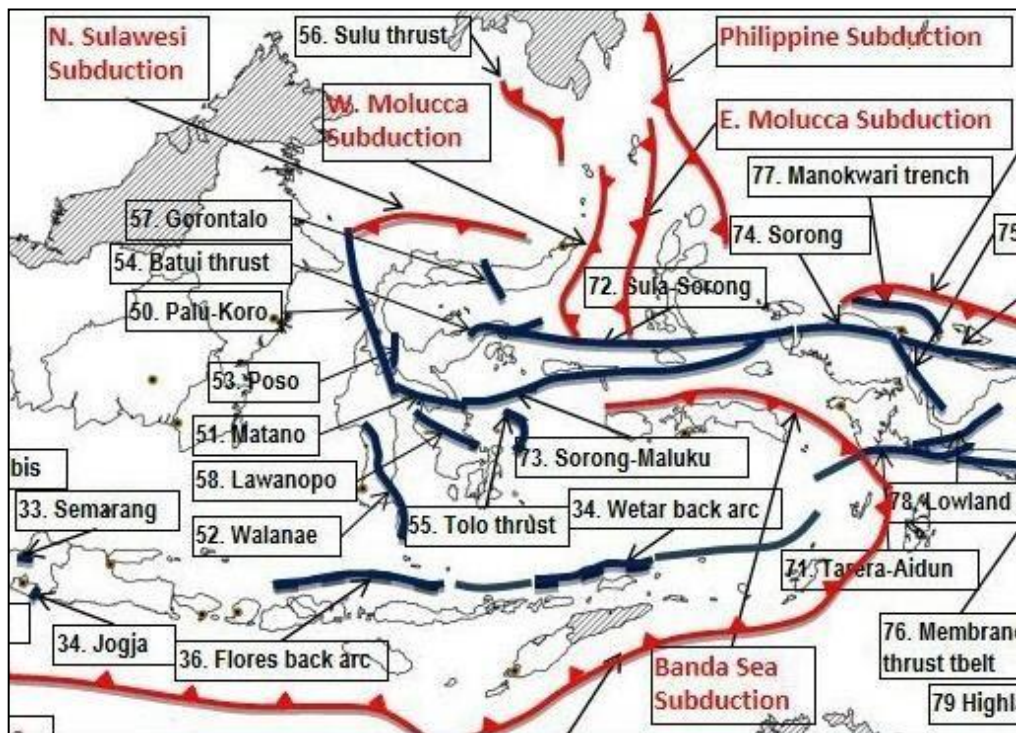 N. Sulawesi
Subduction
56. Sulu thrust
Philippine Subduction
W. Molucca
Subduction
E. Molucca Subduction
77. Manokwari trench
57. Gorontalo
74. Sorong
75
54. Batui thrust
72. Sula-Sorong
50. Palu-Koro
53. Poso
51. Matano
73. Sorong-Maluku
bis
58. Lawanopo
33. Semarang
55. Tolo thrust
34. Wetar back arc
78. Lowland
52. Walanae
71. Tarera-Aidun
34. Jogja
36. Flores back arc
Banda Sea
Subduction
76. Membrano
thrust tbelt
79 Highla